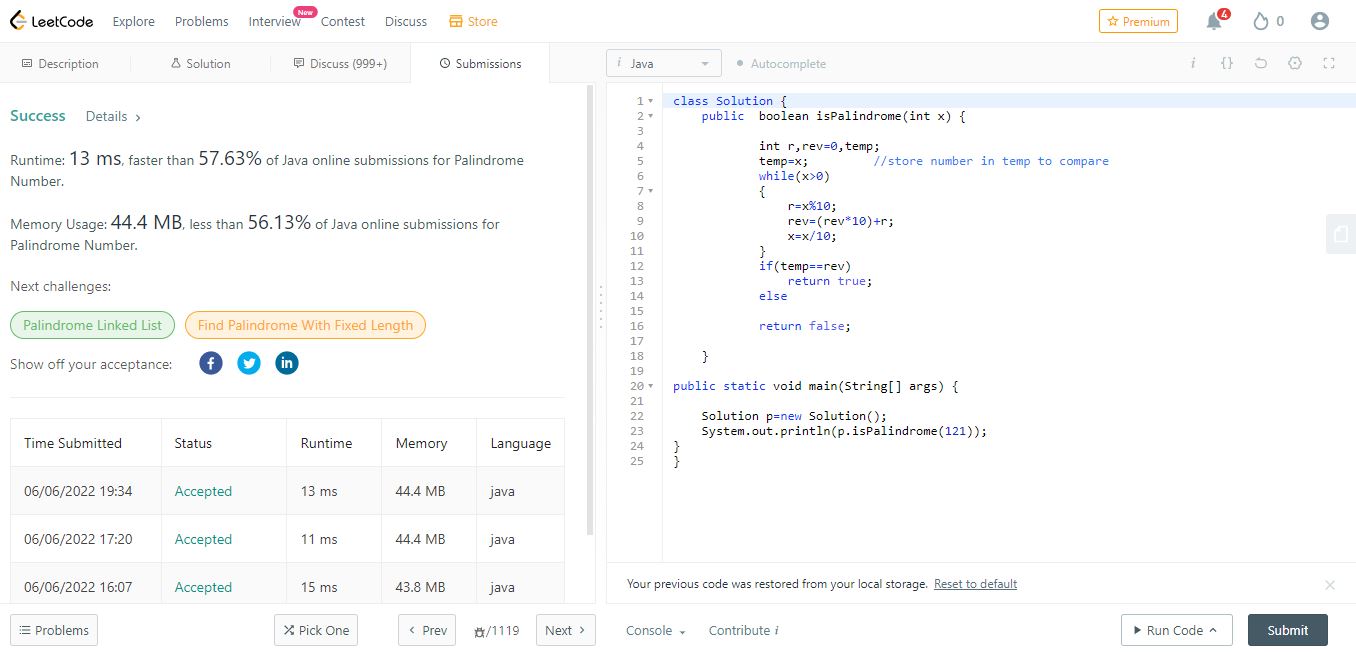 LeetCode Explore Problems Interview New Contest Discuss Store Premium 4 0
Description Solution Discuss (999+) Submissions
Success Details ›
Runtime: 13 ms, faster than 57.63% of Java online submissions for Palindrome
Number.
Memory Usage: 44.4 MB, less than 56.13% of Java online submissions for
Palindrome Number.
Next challenges:
Palindrome Linked List Find Palindrome With Fixed Length
Show off your acceptance:
Time Submitted Status Runtime Memory Language
06/06/2022 19:34 Accepted 13 ms 44.4 MB java
06/06/2022 17:20 Accepted 11 ms 44.4 MB java
06/06/2022 16:07 Accepted 15 ms 43.8 MB java
Problems Pick One ‹ Prev /1119 Next ›
i Java Autocomplete i {}
1 class Solution {
2 public  boolean isPalindrome(int x) {
3
4 int r,rev=0,temp;
5 temp=x;         //store number in temp to compare
6 while(x>0)
7 {
8 r=x%10;
9 rev=(rev*10)+r;
10 x=x/10;
11 }
12 if(temp==rev)
13 return true;
14 else
15
16 return false;
17
18 }
19
20 public static void main(String[] args) {
21
22 Solution p=new Solution();
23 System.out.println(p.isPalindrome(121));
24 }
25 }
Your previous code was restored from your local storage. Reset to default
Console Contribute i Run Code Submit